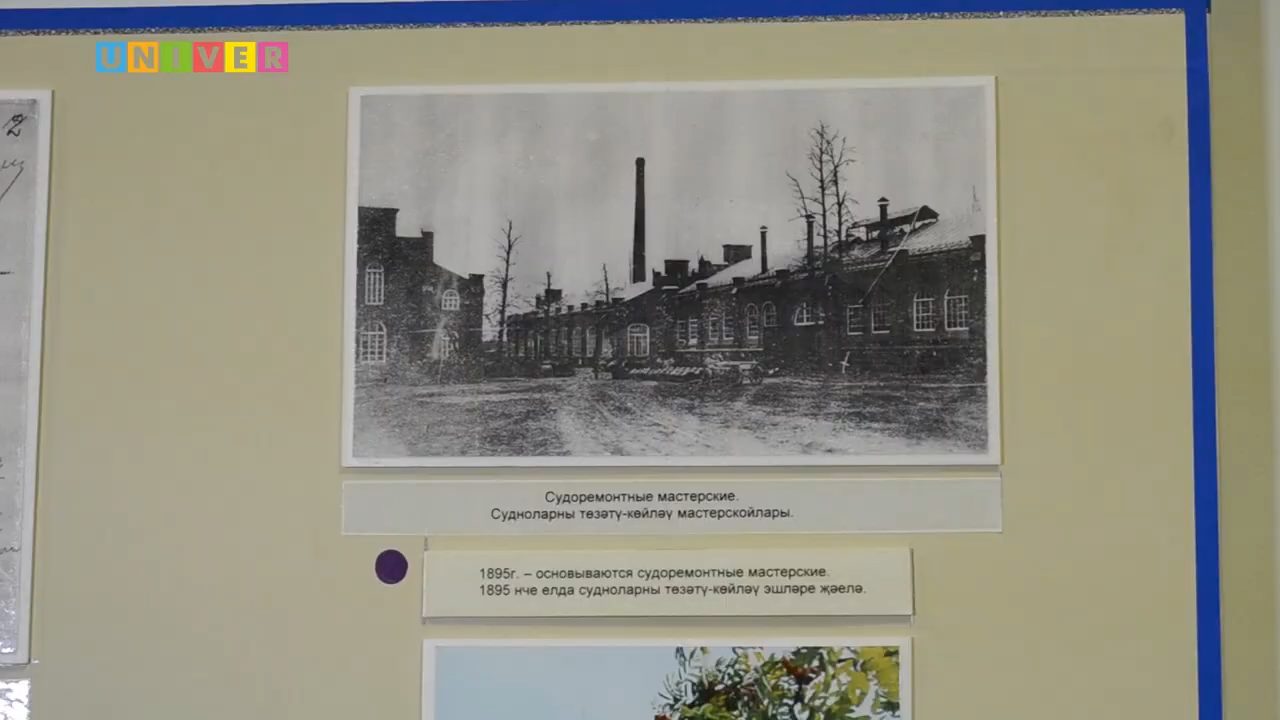 UNIVER
2
Судоремонтные мастерские.
Судноларны төзәтү-көйләү мастерскойлары.
1895г. – основываются судоремонтные мастерские.
1895 нче елда судноларны төзәтү-көйләү эшләре җәелә.